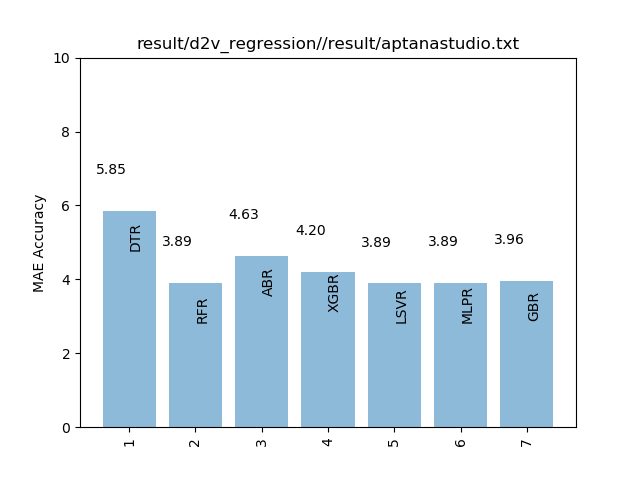 result/d2v_regression//result/aptanastudio.txt
MAE Accuracy
10
8
6
4
2
0
5.85
3.89
4.63
4.20
3.89
3.89
3.96
DTR
RFR
ABR
XGBR
LSVR
MLPR
GBR
1
2
3
4
5
6
7